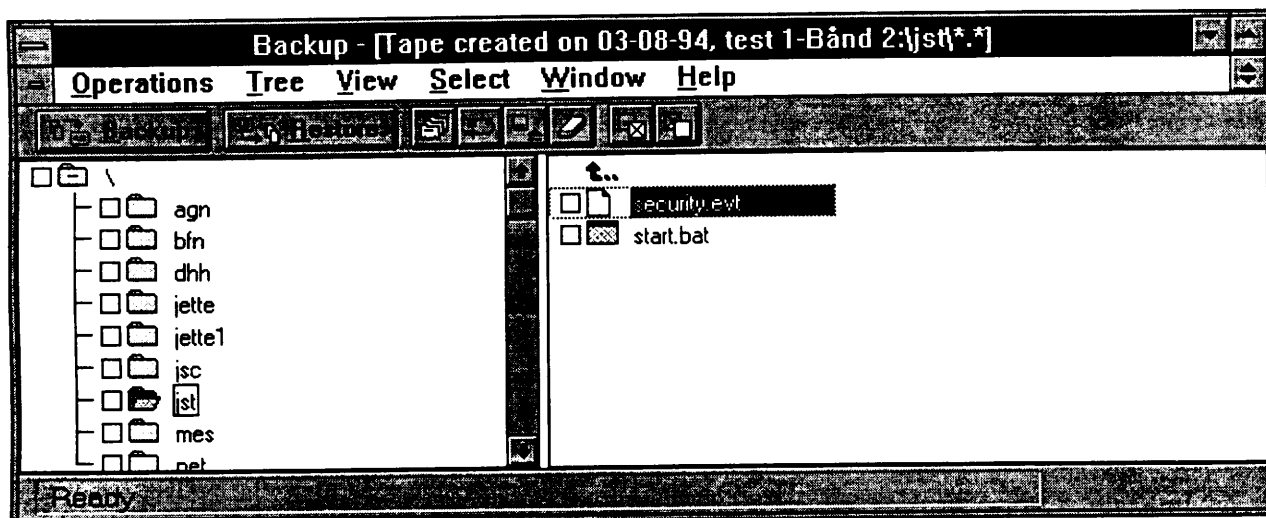 Backup - [Tape created on 03-08-94, test 1-Bånd 2:\jst\*.*]
Operations Tree View Select Window Help
Backup Restore
\
agn
bfn
dhh
jette
jette1
jsc
jst
mes
net
t..
security.evt
start.bat
Ready